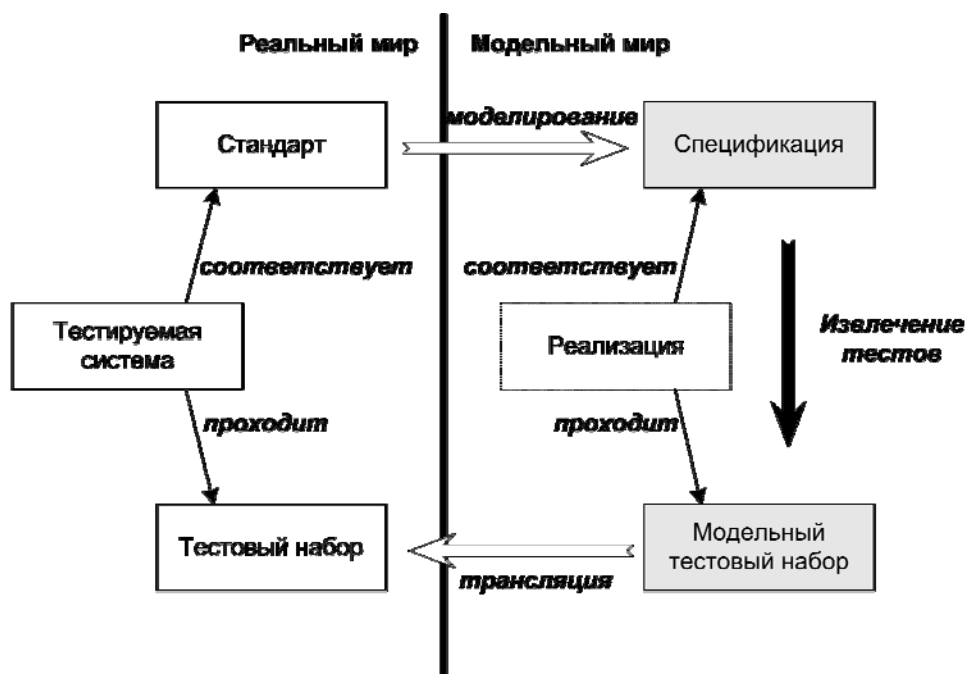 Реальный мир
Модельный мир
моделирование
Стандарт
Спецификация
соответствует
соответствует
Тестируемая
система
Реализация
Извлечение
тестов
проходит
проходит
Тестовый набор
Модельный
тестовый набор
трансляция